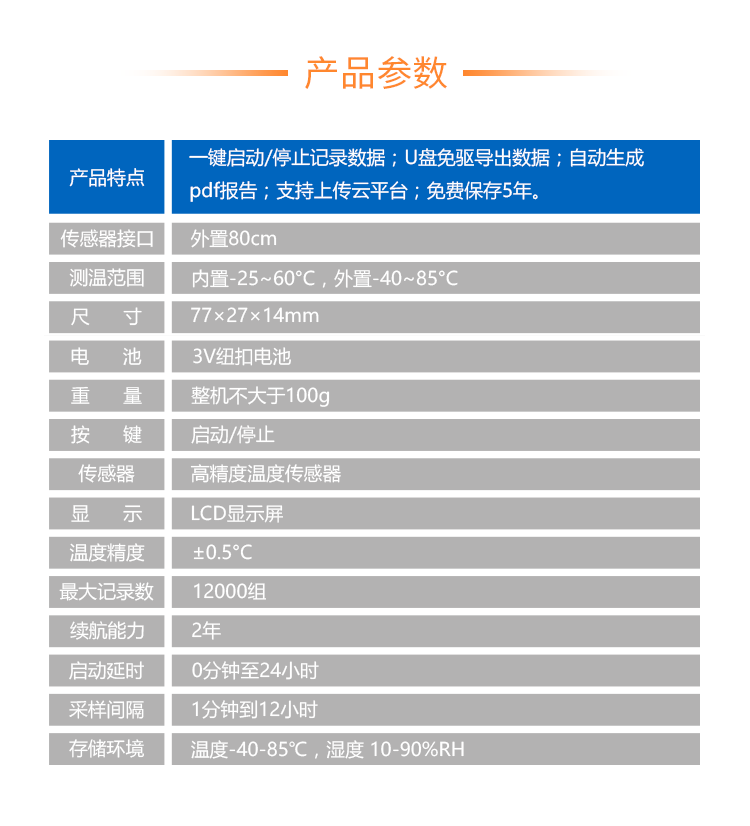 产品参数
产品特点
一键启动/停止记录数据；U盘免驱导出数据；自动生成
pdf报告；支持上传云平台；免费保存5年。
传感器接口 外置80cm
测温范围 内置-25~60°C，外置-40~85°C
尺 寸 77×27×14mm
电 池 3V纽扣电池
重 量 整机不大于100g
按 键 启动/停止
传感器 高精度温度传感器
显 示 LCD显示屏
温度精度 ±0.5°C
最大记录数 12000组
续航能力 2年
启动延时 0分钟至24小时
采样间隔 1分钟到12小时
存储环境 温度-40-85℃，湿度 10-90%RH